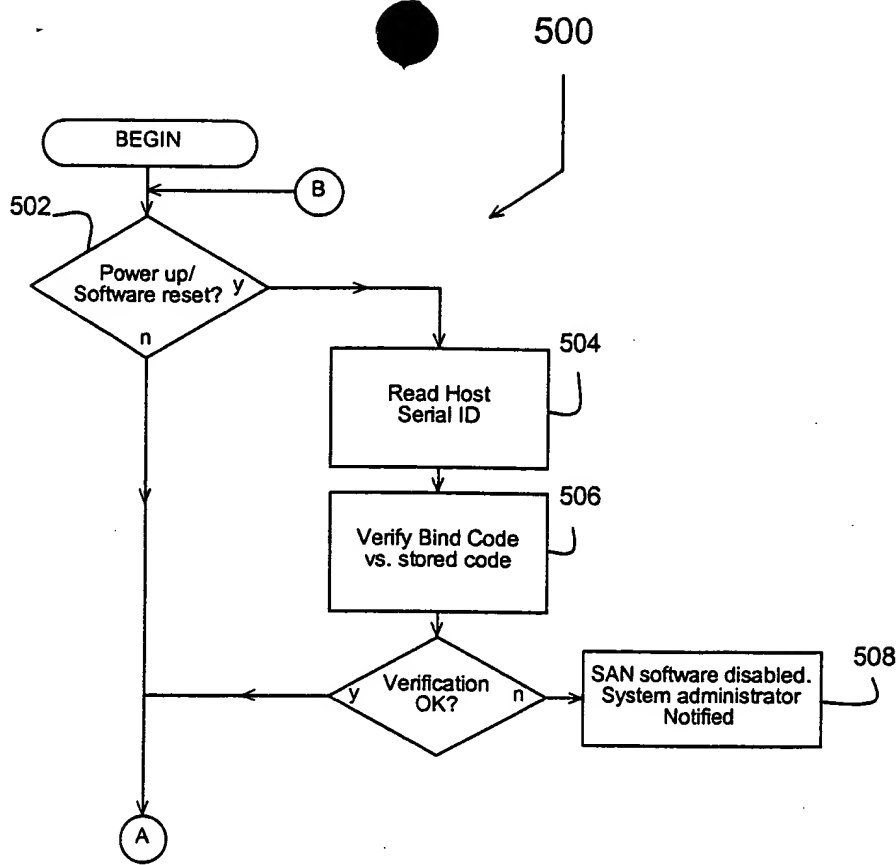 500
BEGIN
B
502
Power up/
Software reset?
y
n
504
Read Host
Serial ID
506
Verify Bind Code
vs. stored code
Verification
OK?
y
n
508
SAN software disabled.
System administrator
Notified
A